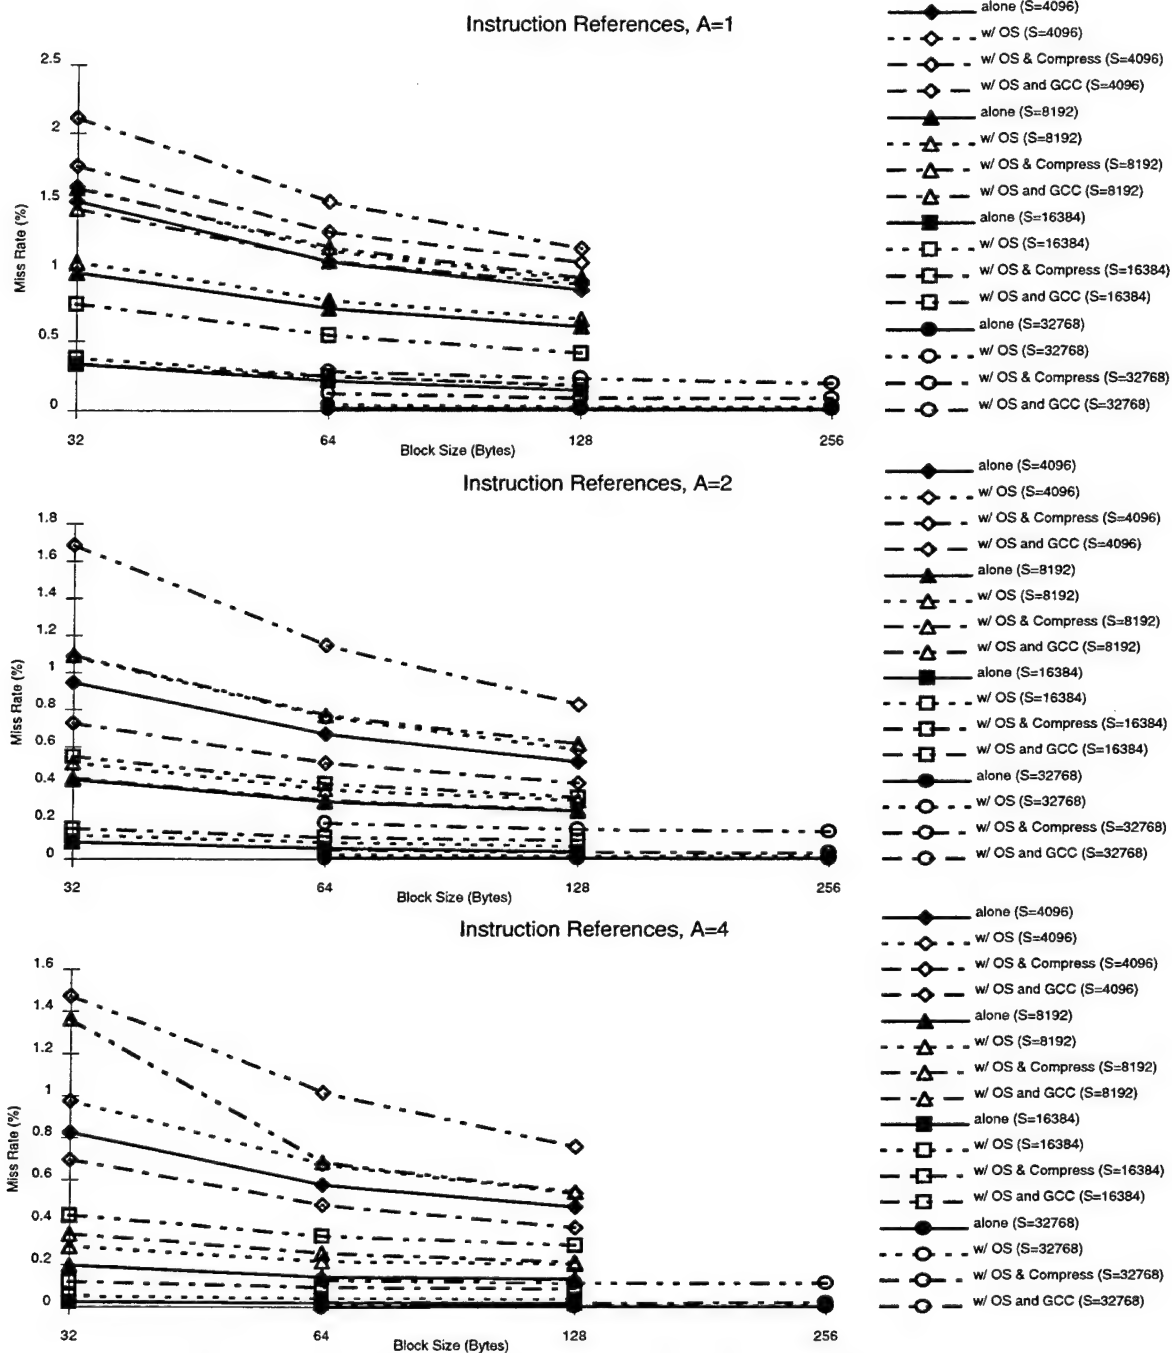 Instruction References, A=1
alone (S=4096)
w/ OS (S=4096)
w/ OS & Compress (S=4096)
w/ OS and GCC (S=4096)
alone (S=8192)
w/ OS (S=8192)
w/ OS & Compress (S=8192)
w/ OS and GCC (S=8192)
alone (S=16384)
w/ OS (S=16384)
w/ OS & Compress (S=16384)
w/ OS and GCC (S=16384)
alone (S=32768)
w/ OS (S=32768)
w/ OS & Compress (S=32768)
w/ OS and GCC (S=32768)
Miss Rate (%)
2.5
2
1.5
1
0.5
0
32
64
128
256
Block Size (Bytes)
Instruction References, A=2
alone (S=4096)
w/ OS (S=4096)
w/ OS & Compress (S=4096)
w/ OS and GCC (S=4096)
alone (S=8192)
w/ OS (S=8192)
w/ OS & Compress (S=8192)
w/ OS and GCC (S=8192)
alone (S=16384)
w/ OS (S=16384)
w/ OS & Compress (S=16384)
w/ OS and GCC (S=16384)
alone (S=32768)
w/ OS (S=32768)
w/ OS & Compress (S=32768)
w/ OS and GCC (S=32768)
Miss Rate (%)
1.8
1.6
1.4
1.2
1
0.8
0.6
0.4
0.2
0
32
64
128
256
Block Size (Bytes)
Instruction References, A=4
alone (S=4096)
w/ OS (S=4096)
w/ OS & Compress (S=4096)
w/ OS and GCC (S=4096)
alone (S=8192)
w/ OS (S=8192)
w/ OS & Compress (S=8192)
w/ OS and GCC (S=8192)
alone (S=16384)
w/ OS (S=16384)
w/ OS & Compress (S=16384)
w/ OS and GCC (S=16384)
alone (S=32768)
w/ OS (S=32768)
w/ OS & Compress (S=32768)
w/ OS and GCC (S=32768)
Miss Rate (%)
1.6
1.4
1.2
1
0.8
0.6
0.4
0.2
0
32
64
128
256
Block Size (Bytes)